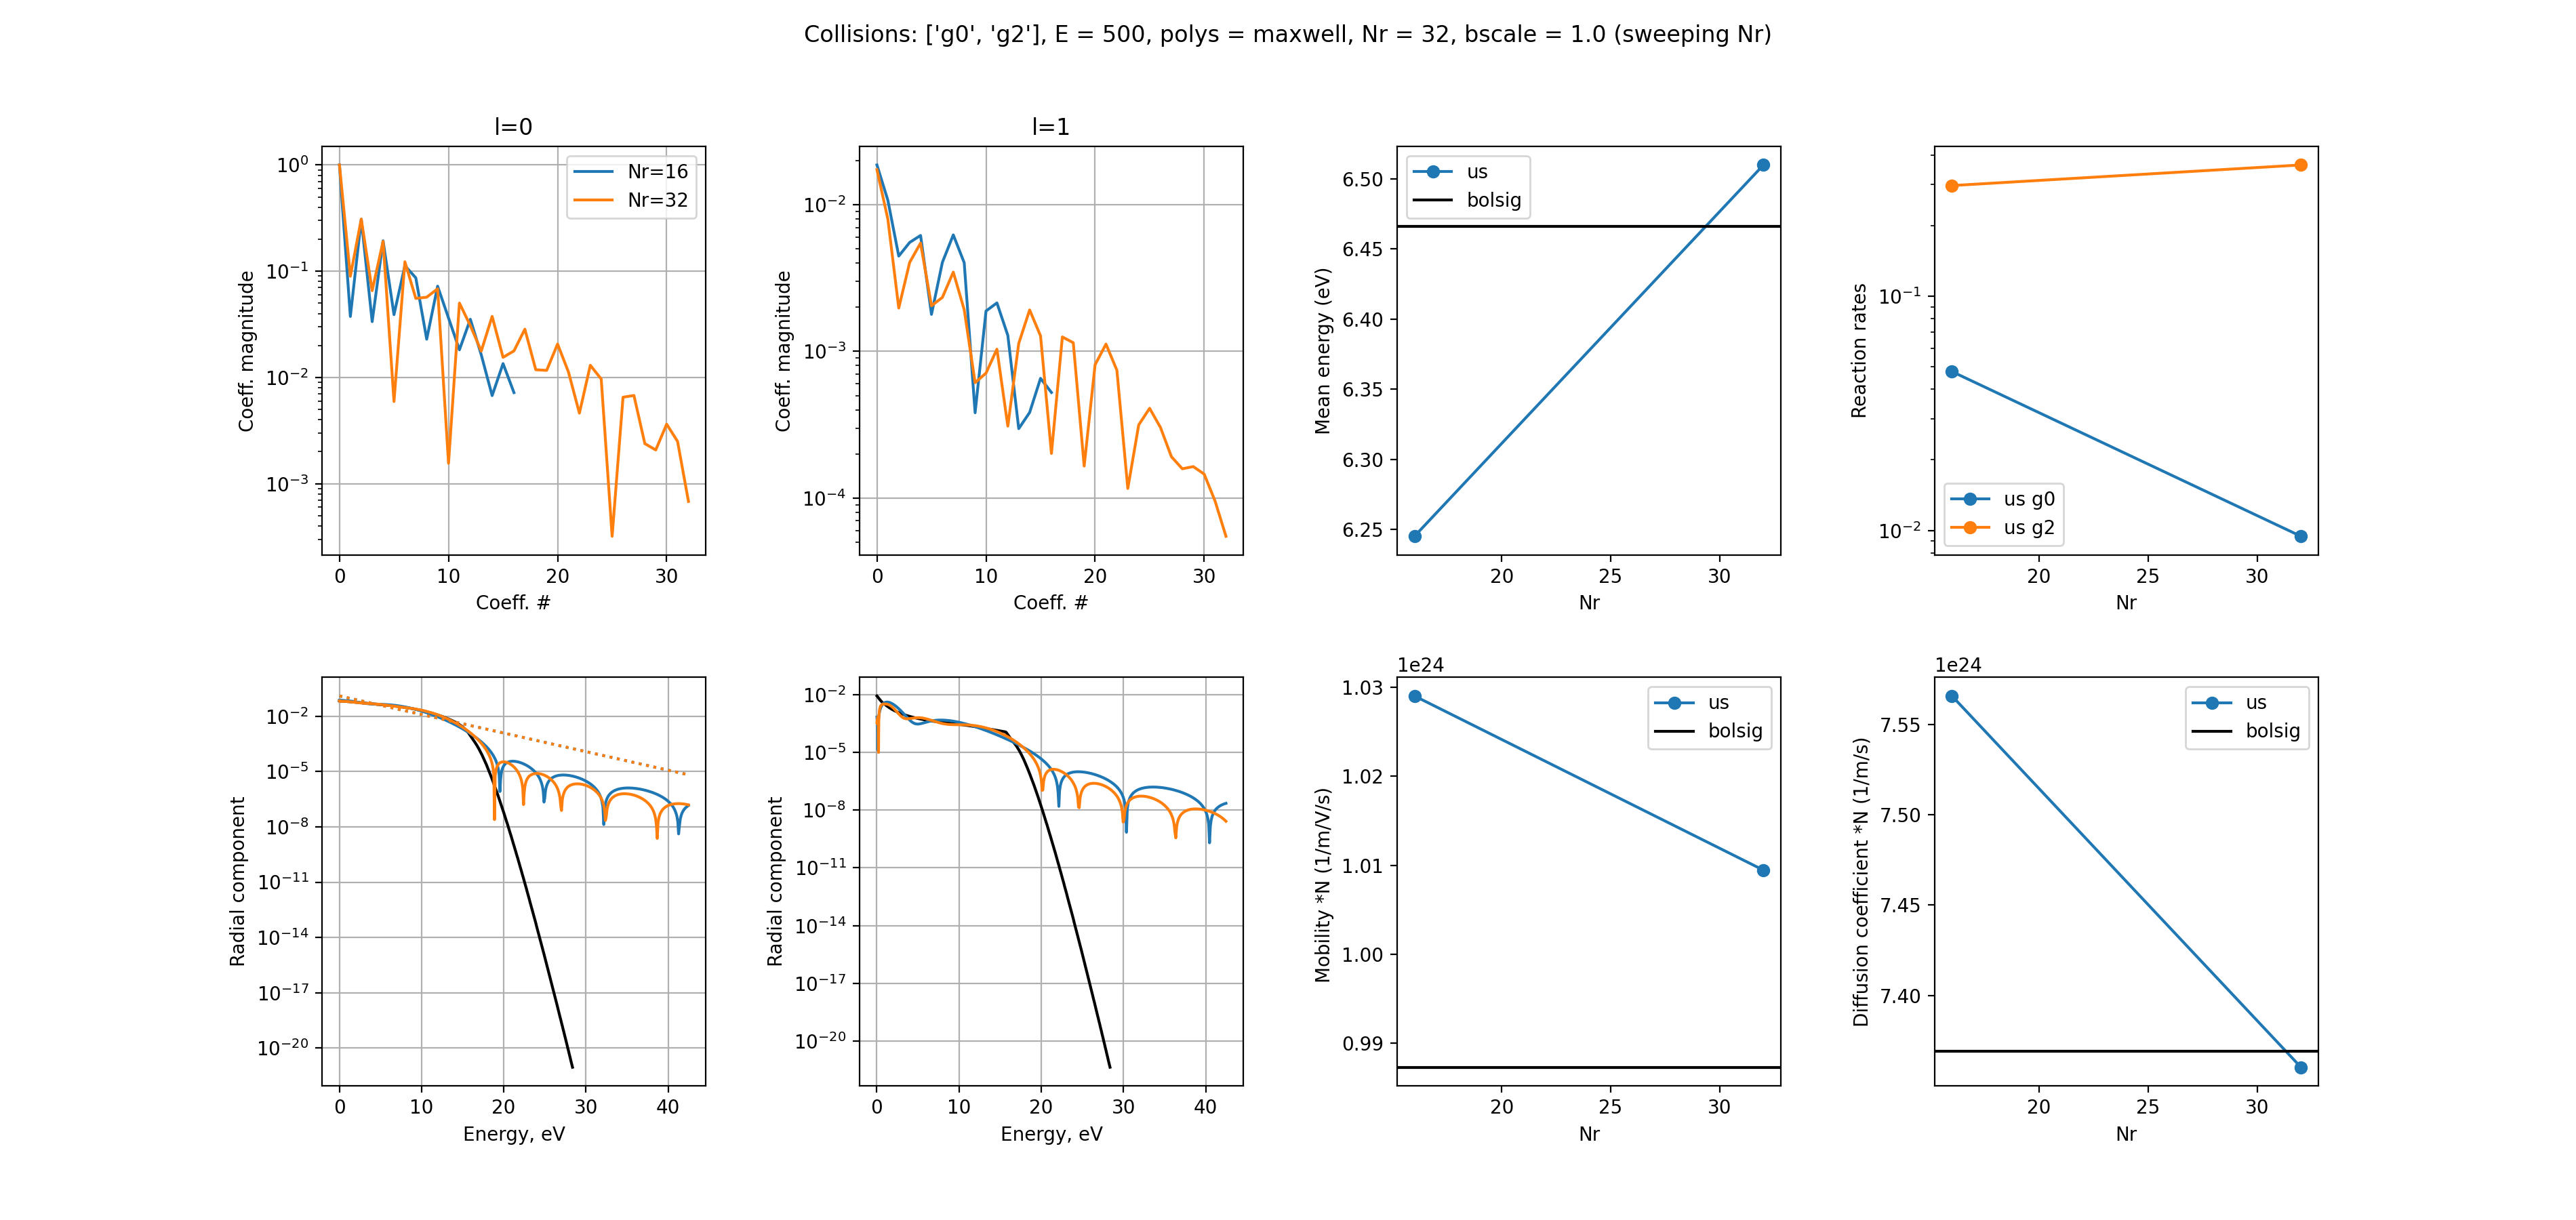 Collisions: ['g0', 'g2'], E = 500, polys = maxwell, Nr = 32, bscale = 1.0 (sweeping Nr)
l=0
Coeff. magnitude
10^0
10^-1
10^-2
10^-3
Nr=16
Nr=32
0 10 20 30
Coeff. #
l=1
Coeff. magnitude
10^-2
10^-3
10^-4
0 10 20 30
Coeff. #
Mean energy (eV)
6.50
6.45
6.40
6.35
6.30
6.25
us
bolsig
20 25 30
Nr
Reaction rates
10^-1
10^-2
us g0
us g2
20 25 30
Nr
Radial component
10^-2
10^-5
10^-8
10^-11
10^-14
10^-17
10^-20
0 10 20 30 40
Energy, eV
Radial component
10^-2
10^-5
10^-8
10^-11
10^-14
10^-17
10^-20
0 10 20 30 40
Energy, eV
1e24
Mobility *N (1/m/V/s)
1.03
1.02
1.01
1.00
0.99
us
bolsig
20 25 30
Nr
1e24
Diffusion coefficient *N (1/m/s)
7.55
7.50
7.45
7.40
us
bolsig
20 25 30
Nr